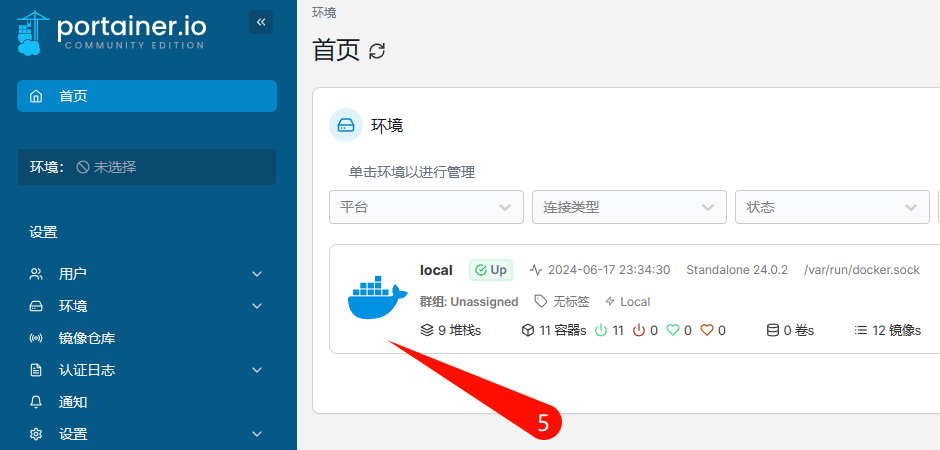 portainer.io
COMMUNITY EDITION
首页
环境： 未选择
设置
用户
环境
镜像仓库
认证日志
通知
设置
环境
首页
环境
单击环境以进行管理
平台 连接类型 状态
local Up 2024-06-17 23:34:30 Standalone 24.0.2 /var/run/docker.sock
群组: Unassigned 无标签 Local
9 堆栈s 11 容器s 11 0 0 0 0 卷s 12 镜像s
5